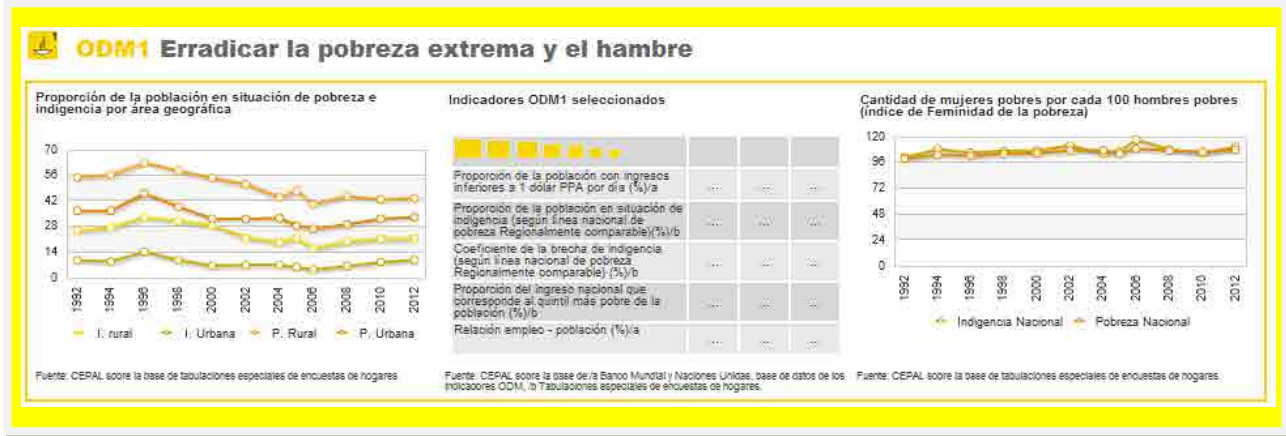 ODM1 Erradicar la pobreza extrema y el hambre
Proporción de la población en situación de pobreza e
indigencia por área geográfica
70
56
42
28
14
0
1992
1994
1996
1998
2000
2002
2004
2006
2008
2010
2012
I. rural
I. Urbana
P. Rural
P. Urbana
Fuente: CEPAL sobre la base de tabulaciones especiales de encuestas de hogares
Indicadores ODM1 seleccionados
Proporción de la población con ingresos
inferiores a 1 dólar PPA por día (%)/a
... ... ...
Proporción de la población en situación de
indigencia (según línea nacional de
pobreza Regionalmente comparable)(%)/b
... ... ...
Coeficiente de la brecha de indigencia
(según línea nacional de pobreza
Regionalmente comparable) (%)/b
... ... ...
Proporción del ingreso nacional que
corresponde al quintil más pobre de la
población (%)/b
... ... ...
Relación empleo - población (%)/a
... ... ...
Fuente: CEPAL sobre la base de:/a Banco Mundial y Naciones Unidas, base de datos de los
indicadores ODM, /b Tabulaciones especiales de encuestas de hogares.
Cantidad de mujeres pobres por cada 100 hombres pobres
(índice de Feminidad de la pobreza)
120
96
72
48
24
0
1992
1994
1996
1998
2000
2002
2004
2006
2008
2010
2012
Indigencia Nacional
Pobreza Nacional
Fuente: CEPAL sobre la base de tabulaciones especiales de encuestas de hogares.